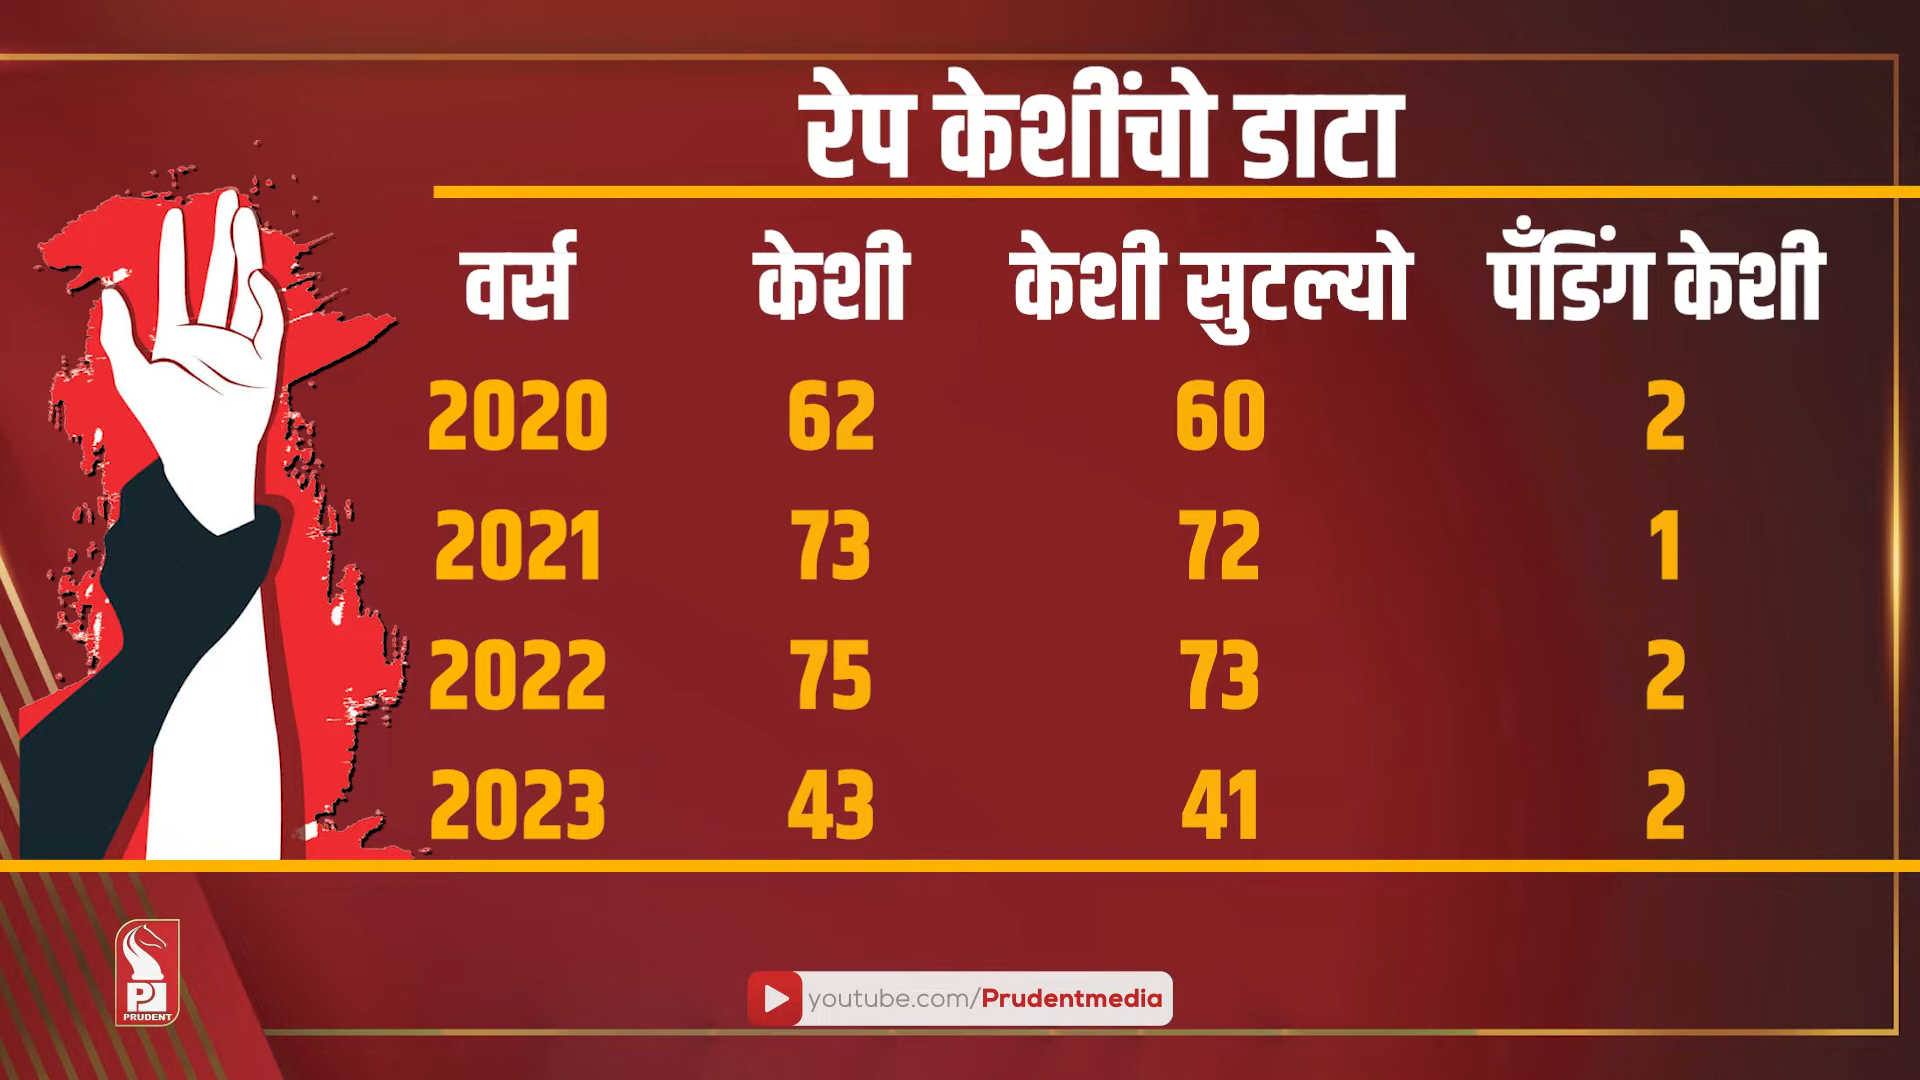 रेप केशींचो डाटा
वर्स केशी केशी सुटल्यो पँडिंग केशी
2020 62 60 2
2021 73 72 1
2022 75 73 2
2023 43 41 2
PRUDENT
youtube.com/Prudentmedia